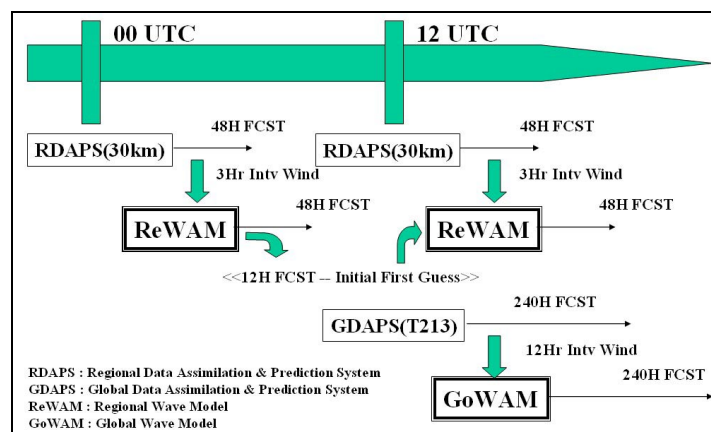 00 UTC
12 UTC
48H FCST
48H FCST
RDAPS(30km)
RDAPS(30km)
3Hr Intv Wind
3Hr Intv Wind
48H FCST
48H FCST
ReWAM
ReWAM
<<12H FCST -- Initial First Guess>>
240H FCST
GDAPS(T213)
12Hr Intv Wind
RDAPS : Regional Data Assimilation & Prediction System
GDAPS : Global Data Assimilation & Prediction System
240H FCST
ReWAM : Regional Wave Model
GoWAM
GoWAM : Global Wave Model